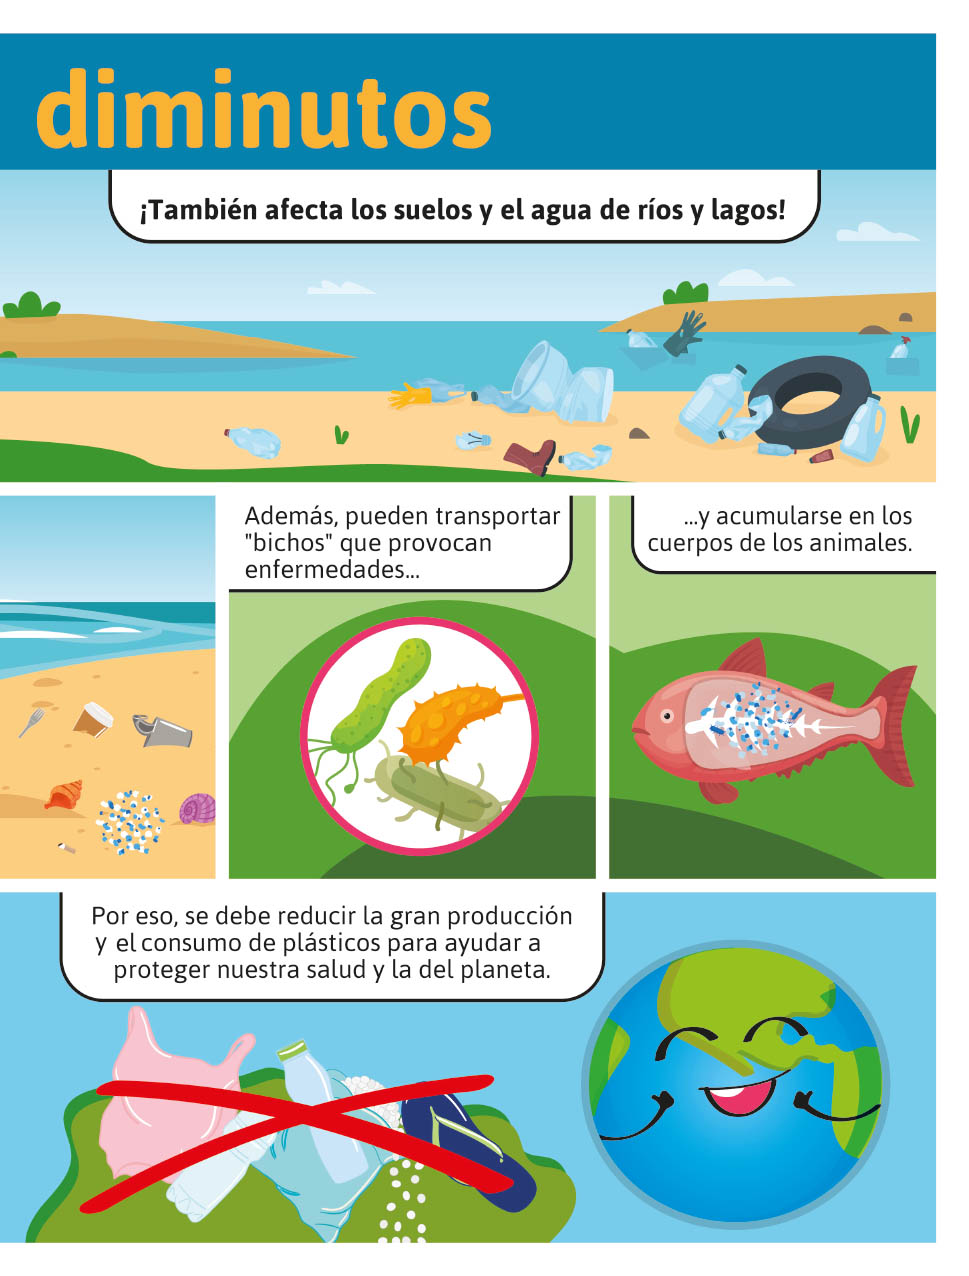 diminutos
¡También afecta los suelos y el agua de ríos y lagos!
Además, pueden transportar
"bichos" que provocan
enfermedades...
...y acumularse en los
cuerpos de los animales.
Por eso, se debe reducir la gran producción
y el consumo de plásticos para ayudar a
proteger nuestra salud y la del planeta.